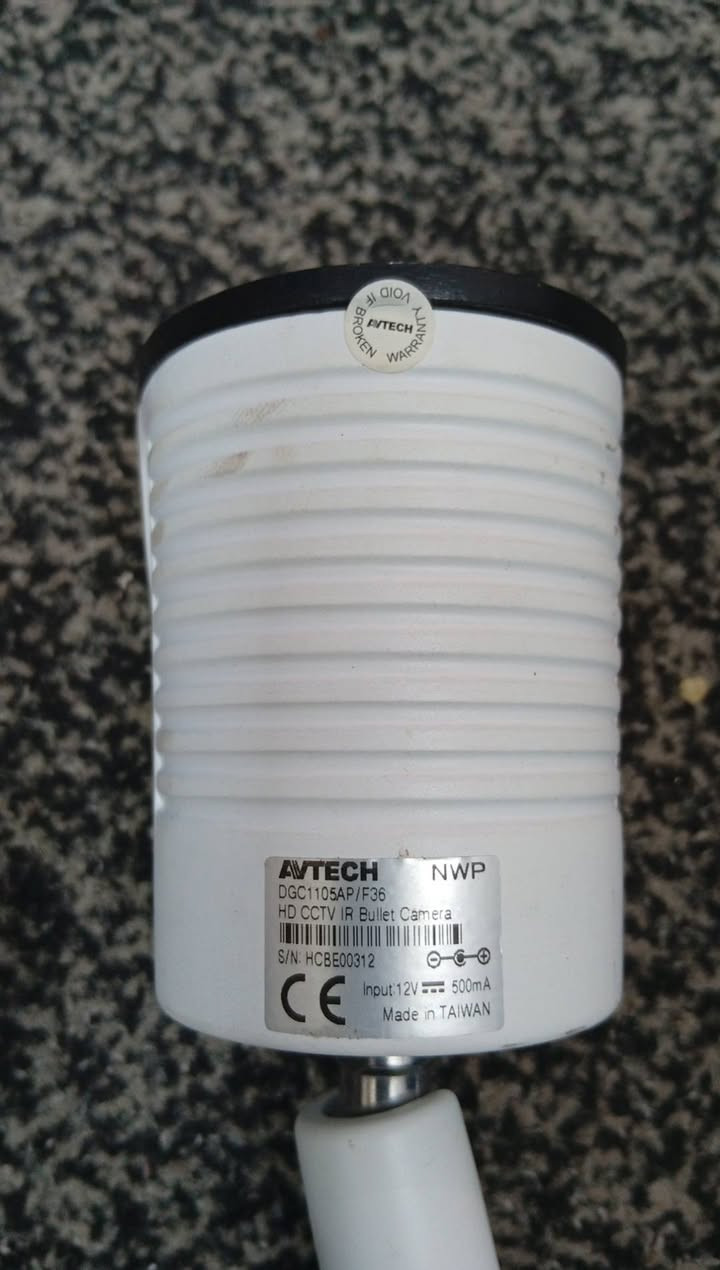 WARRANTY VOID IF BROKEN
AVTECH
AVTECH NWP
DGC1105AP/F36
HD CCTV IR Bullet Camera
S/N: HCBE00312
CE Input 12V 500mA
Made in TAIWAN